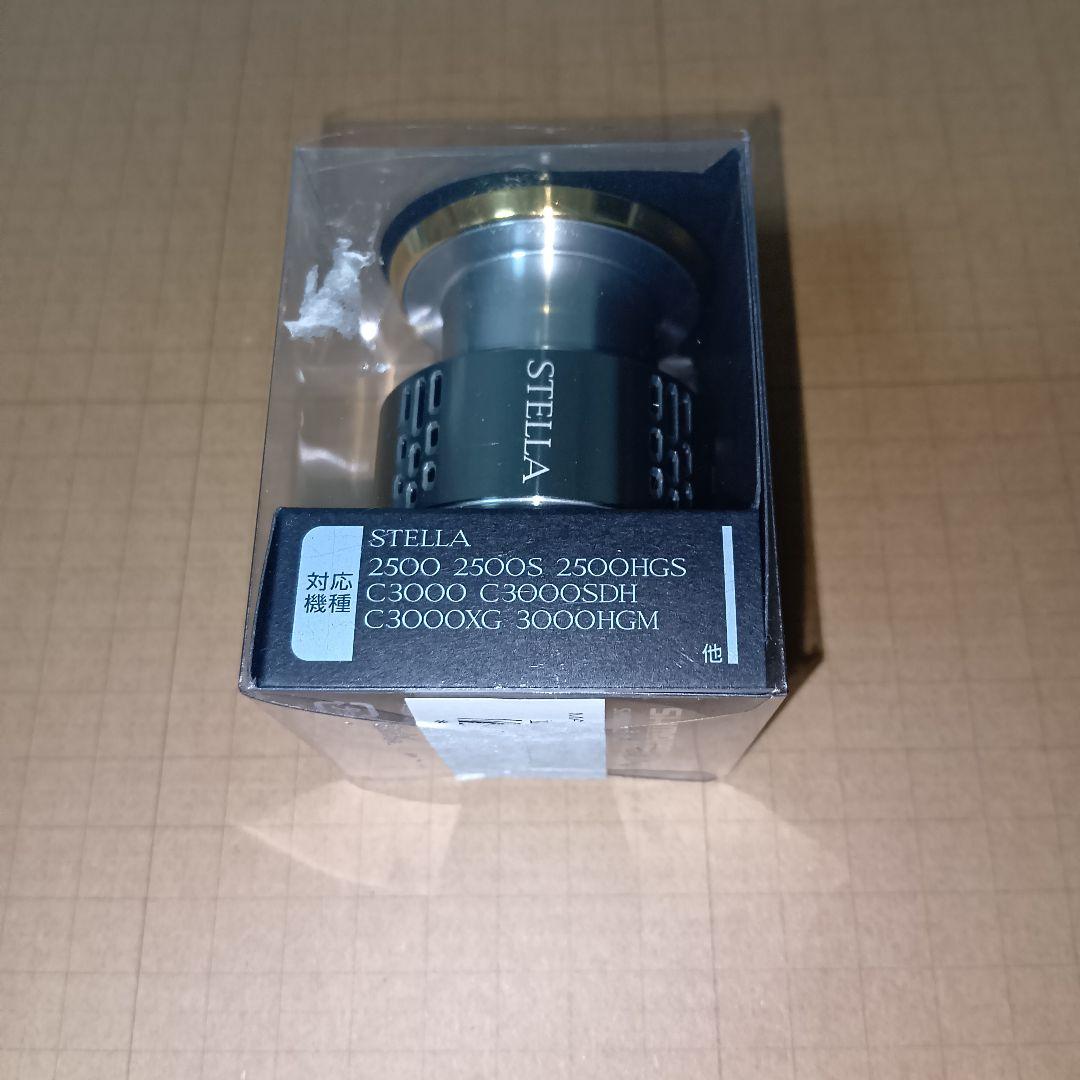 STELLA
対応
機種
STELLA
2500 2500S 2500HGS
C3000 C3000SDH
C3000XG 3000HGM
他